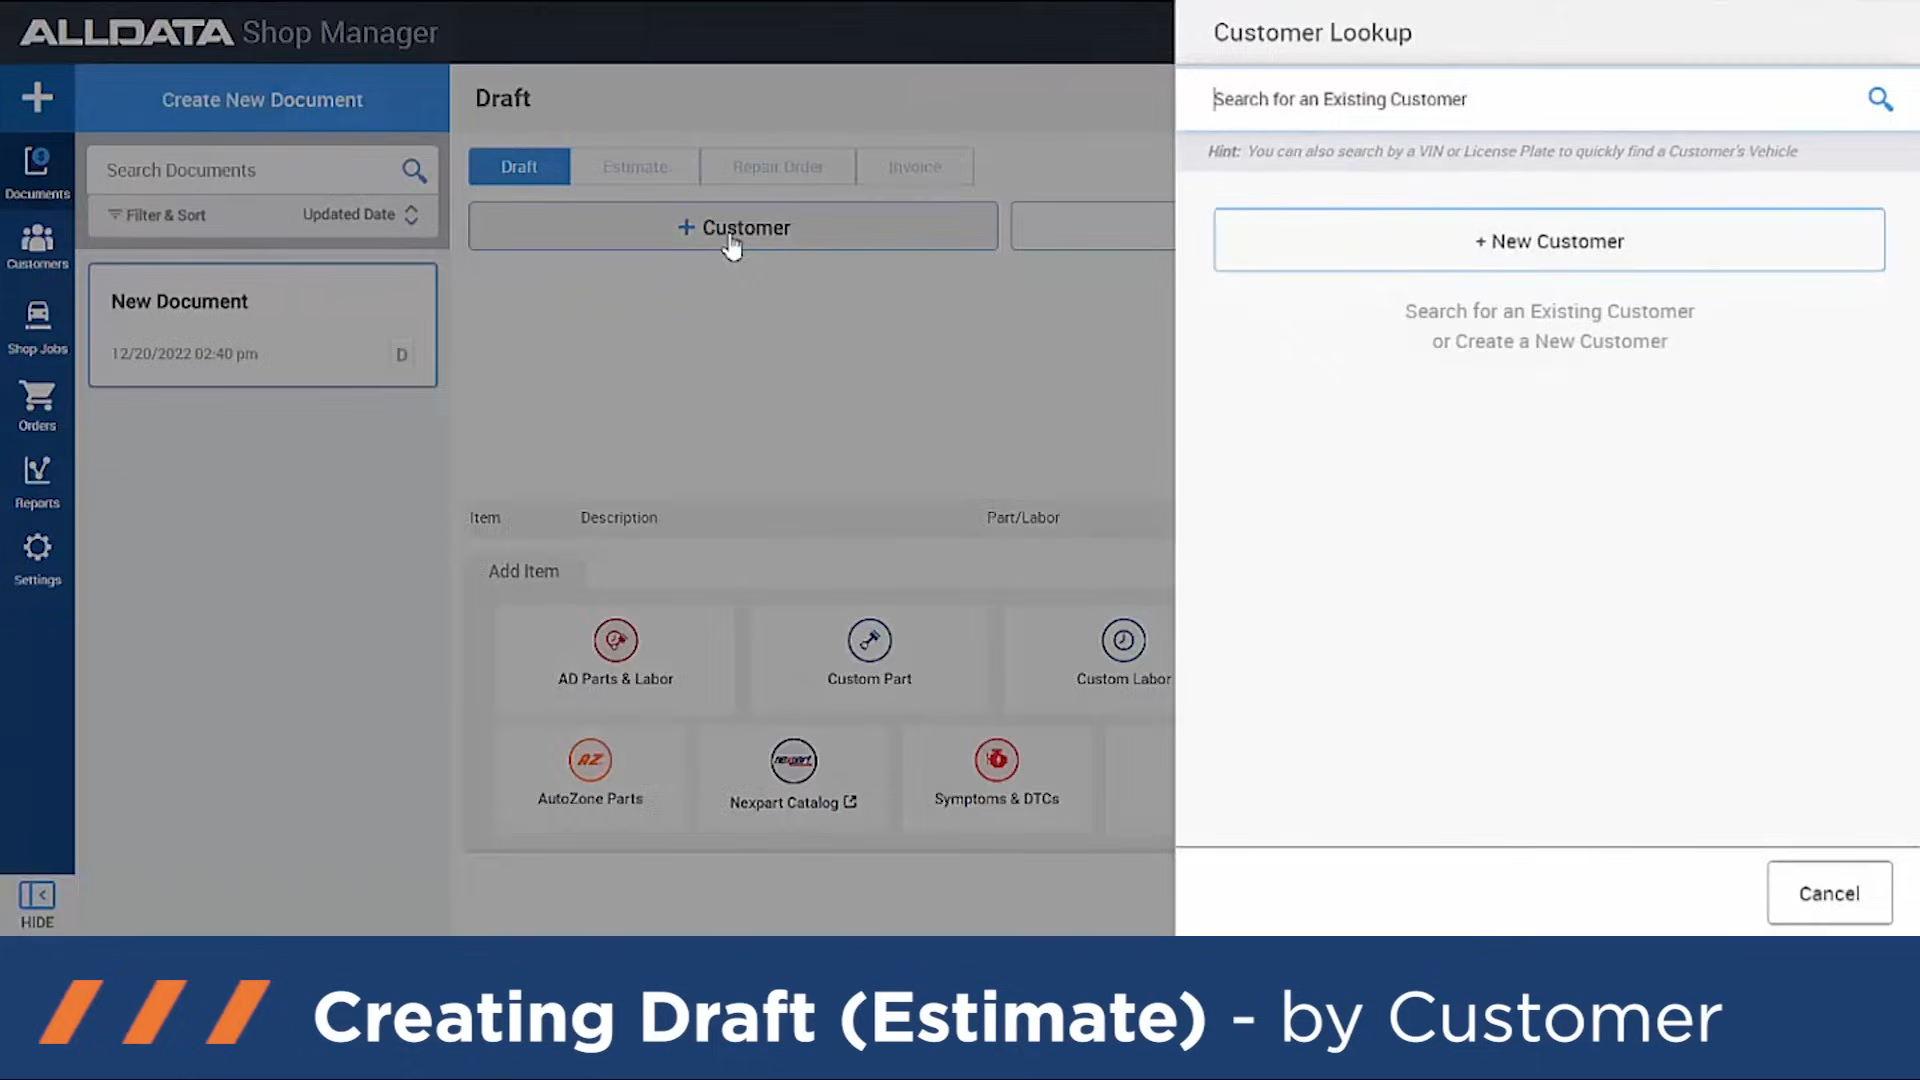 ALLDATA Shop Manager
Create New Document
Search Documents
Filter & Sort
Updated Date
New Document
12/20/2022 02:40 pm
D
Documents
Customers
Shop Jobs
Orders
Reports
Settings
HIDE
Draft
Draft
Estimate
Repair Order
Invoice
+ Customer
Item
Description
Part/Labor
Add Item
AD Parts & Labor
Custom Part
Custom Labor
AZ
AutoZone Parts
nexpart
Nexpart Catalog
Symptoms & DTCs
Customer Lookup
Search for an Existing Customer
Hint: You can also search by a VIN or License Plate to quickly find a Customer's Vehicle
+ New Customer
Search for an Existing Customer
or Create a New Customer
Cancel
Creating Draft (Estimate) - by Customer